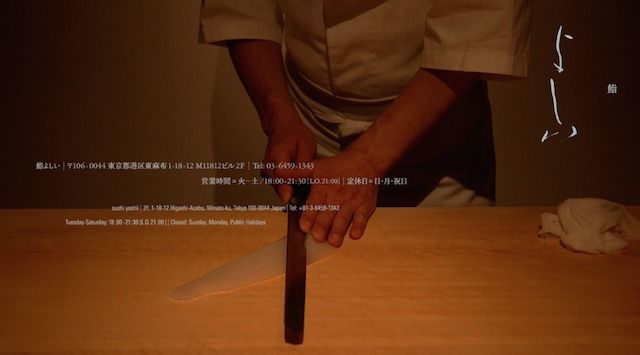 よしい
鮨
鮨よしい | 〒106-0044 東京都港区東麻布1-18-12 M11812ビル2F | Tel: 03-6459-1343
営業時間=火−土 / 18:00-21:30 [L.O. 21:00] | 定休日=日・月・祝日
sushi yoshii | 2F, 1-18-12 Higashi-Azabu, Minato-ku, Tokyo 106-0044 Japan | Tel: +81-3-6459-1343
Tuesday-Saturday: 18:00-21:30 [L.O. 21:00] | Closed: Sunday, Monday, Public Holidays